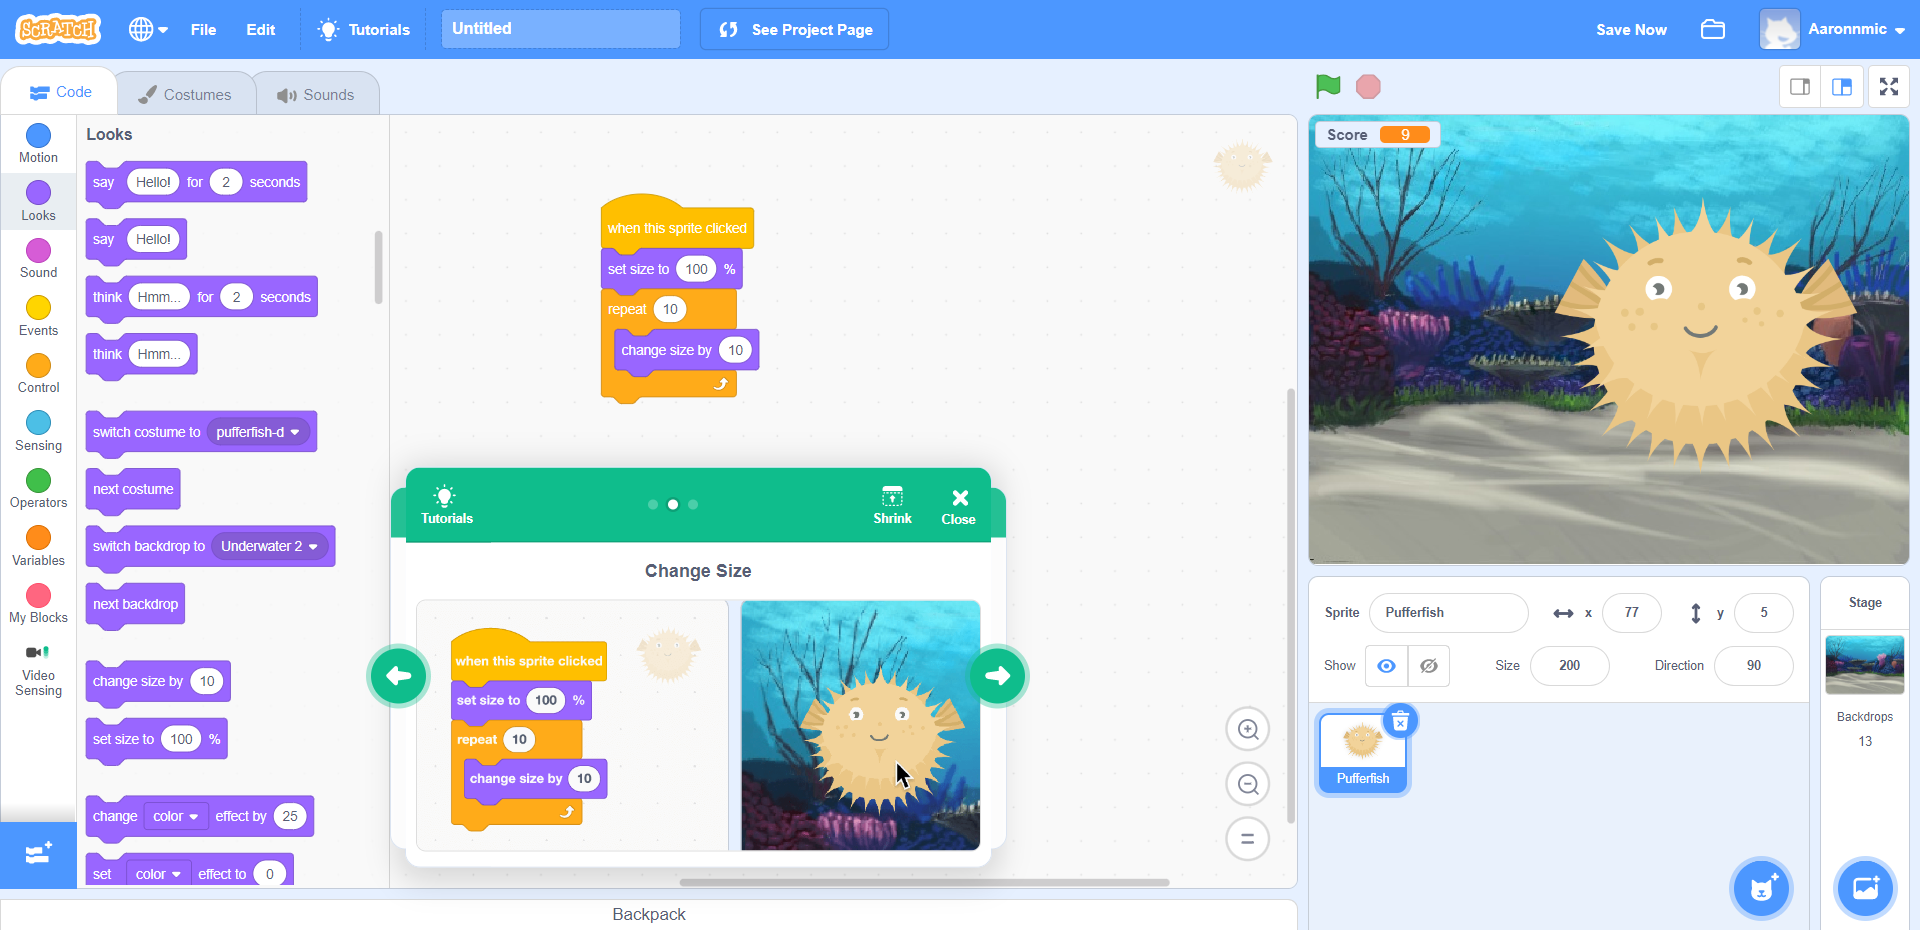 SCRATCH
File
Edit
Tutorials
Untitled
See Project Page
Save Now
Aaronnmic
Code
Costumes
Sounds
Motion
Looks
Sound
Events
Control
Sensing
Operators
Variables
My Blocks
Video
Sensing
Looks
say Hello! for 2 seconds
say Hello!
think Hmm... for 2 seconds
think Hmm...
switch costume to pufferfish-d
next costume
switch backdrop to Underwater 2
next backdrop
change size by 10
set size to 100 %
change color effect by 25
set color effect to 0
when this sprite clicked
set size to 100 %
repeat 10
change size by 10
Tutorials
Shrink
Close
Change Size
when this sprite clicked
set size to 100 %
repeat 10
change size by 10
Backpack
Score 9
Sprite Pufferfish x 77 y 5
Show Size 200 Direction 90
Pufferfish
Stage
Backdrops
13